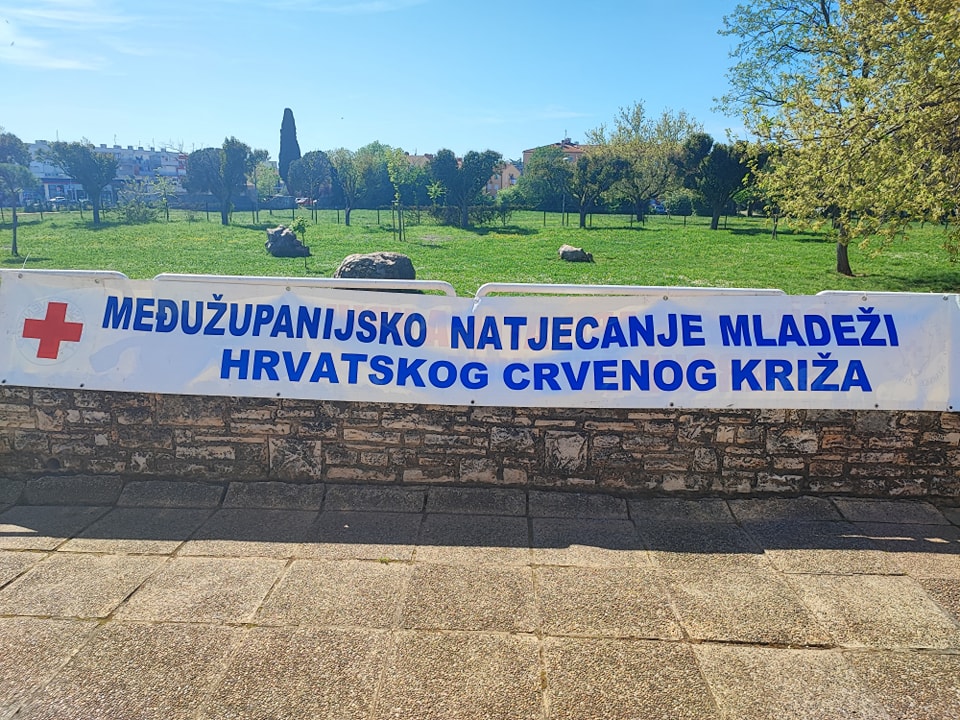 MEĐUŽUPANIJSKO NATJECANJE MLADEŽI
HRVATSKOG CRVENOG KRIŽA